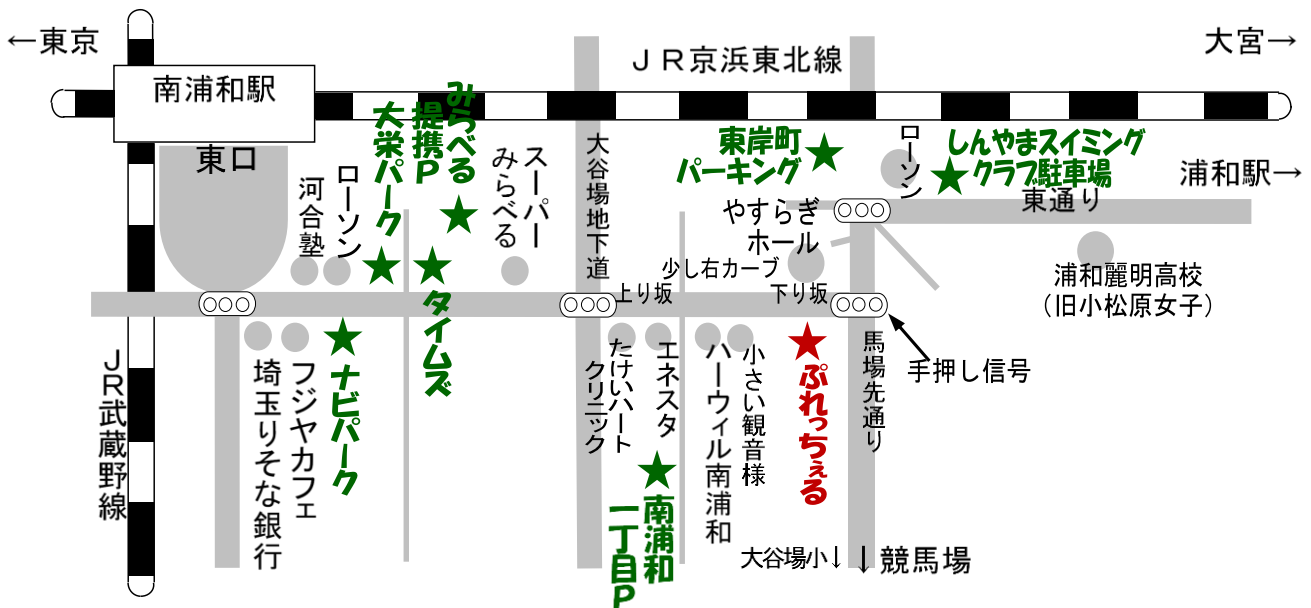 ←東京
大宮→
JR京浜東北線
南浦和駅
東口
河合塾
ローソン
大栄パーク
みらべる
提携P
スーパー
みらべる
大谷場地下道
東岸町
パーキング
ローソン
しんやまスイミング
クラブ駐車場
浦和駅→
東通り
やすらぎ
ホール
少し右カーブ
上り坂
下り坂
浦和麗明高校
(旧小松原女子)
手押し信号
JR武蔵野線
埼玉りそな銀行
フジヤカフェ
ナビパーク
タイムズ
たけいハート
クリニック
エネスタ
ハーウィル南浦和
小さい観音様
ぷれっちぇる
馬場先通り
南浦和
一丁目P
大谷場小↓
↓競馬場